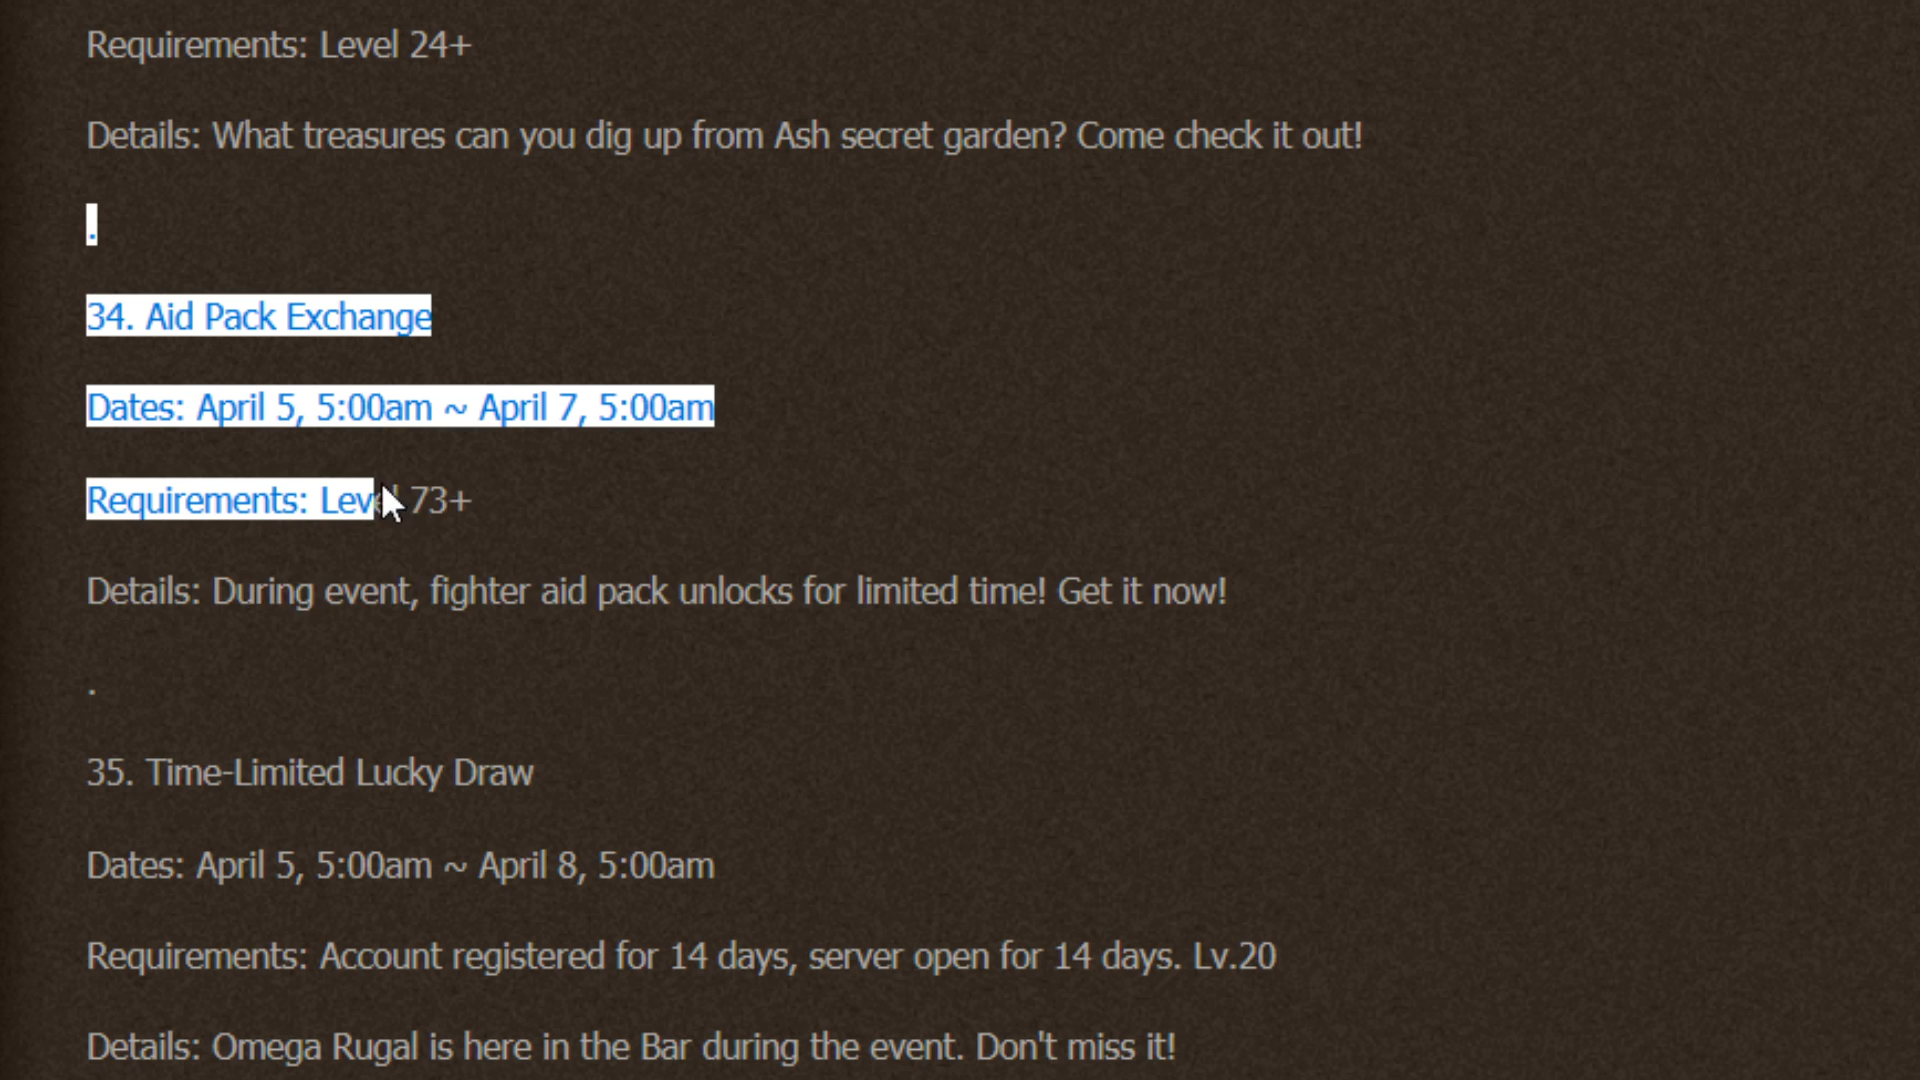 Requirements: Level 24+
Details: What treasures can you dig up from Ash secret garden? Come check it out!
.
34. Aid Pack Exchange
Dates: April 5, 5:00am ~ April 7, 5:00am
Requirements: Level 73+
Details: During event, fighter aid pack unlocks for limited time! Get it now!
.
35. Time-Limited Lucky Draw
Dates: April 5, 5:00am ~ April 8, 5:00am
Requirements: Account registered for 14 days, server open for 14 days. Lv.20
Details: Omega Rugal is here in the Bar during the event. Don't miss it!